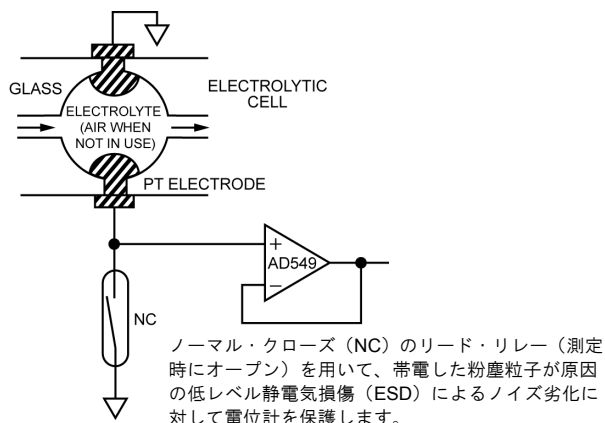 GLASS
ELECTROLYTE
(AIR WHEN
NOT IN USE)
ELECTROLYTIC
CELL
PT ELECTRODE
+
AD549
−
NC
ノーマル・クローズ（NC）のリード・リレー（測定
時にオープン）を用いて、帯電した粉塵粒子が原因
の低レベル静電気損傷（ESD）によるノイズ劣化に
対して電位計を保護します。